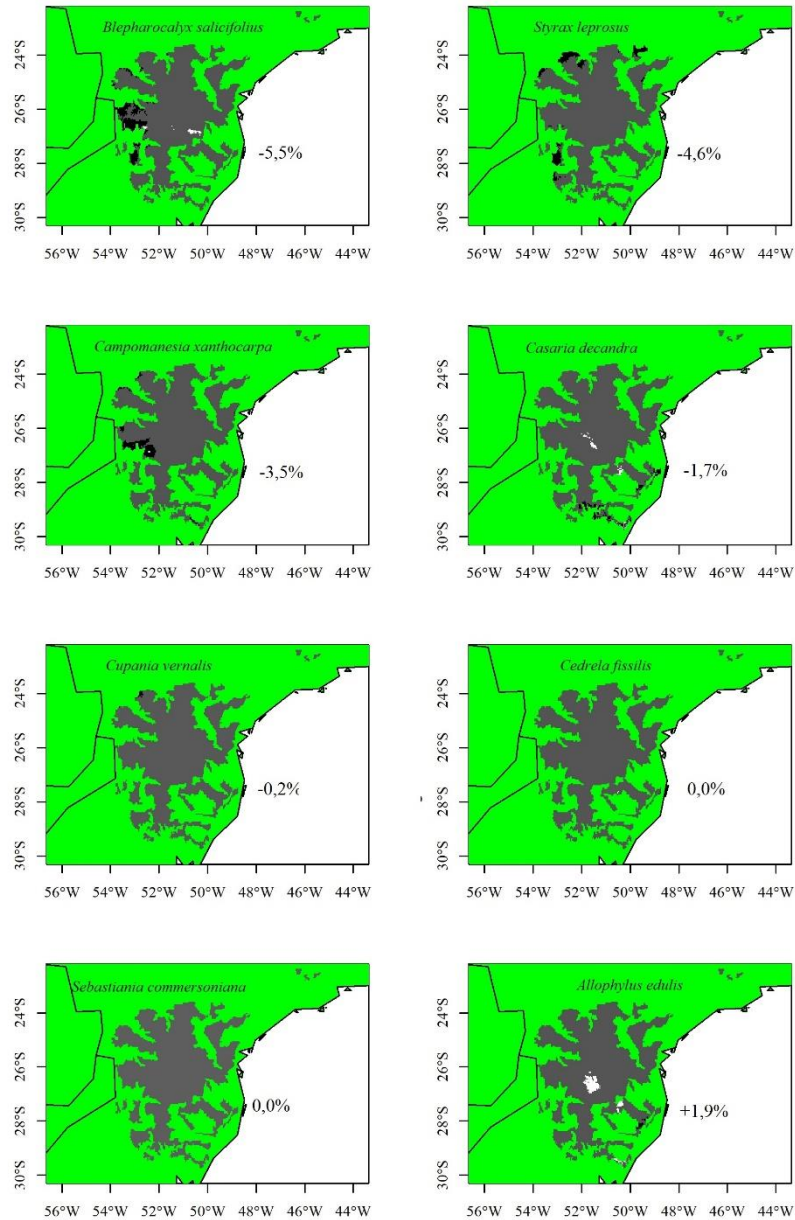 Blepharocalyx salicifolius
24°S
26°S
28°S
30°S
-5,5%
56°W 54°W 52°W 50°W 48°W 46°W 44°W
Styrax leprosus
24°S
26°S
28°S
30°S
-4,6%
56°W 54°W 52°W 50°W 48°W 46°W 44°W
Campomanesia xanthocarpa
24°S
26°S
28°S
30°S
-3,5%
56°W 54°W 52°W 50°W 48°W 46°W 44°W
Casaria decandra
24°S
26°S
28°S
30°S
-1,7%
56°W 54°W 52°W 50°W 48°W 46°W 44°W
Cupania vernalis
24°S
26°S
28°S
30°S
-0,2%
56°W 54°W 52°W 50°W 48°W 46°W 44°W
Cedrela fissilis
24°S
26°S
28°S
30°S
0,0%
-
56°W 54°W 52°W 50°W 48°W 46°W 44°W
Sebastiania commersoniana
24°S
26°S
28°S
30°S
0,0%
56°W 54°W 52°W 50°W 48°W 46°W 44°W
Allophylus edulis
24°S
26°S
28°S
30°S
+1,9%
56°W 54°W 52°W 50°W 48°W 46°W 44°W